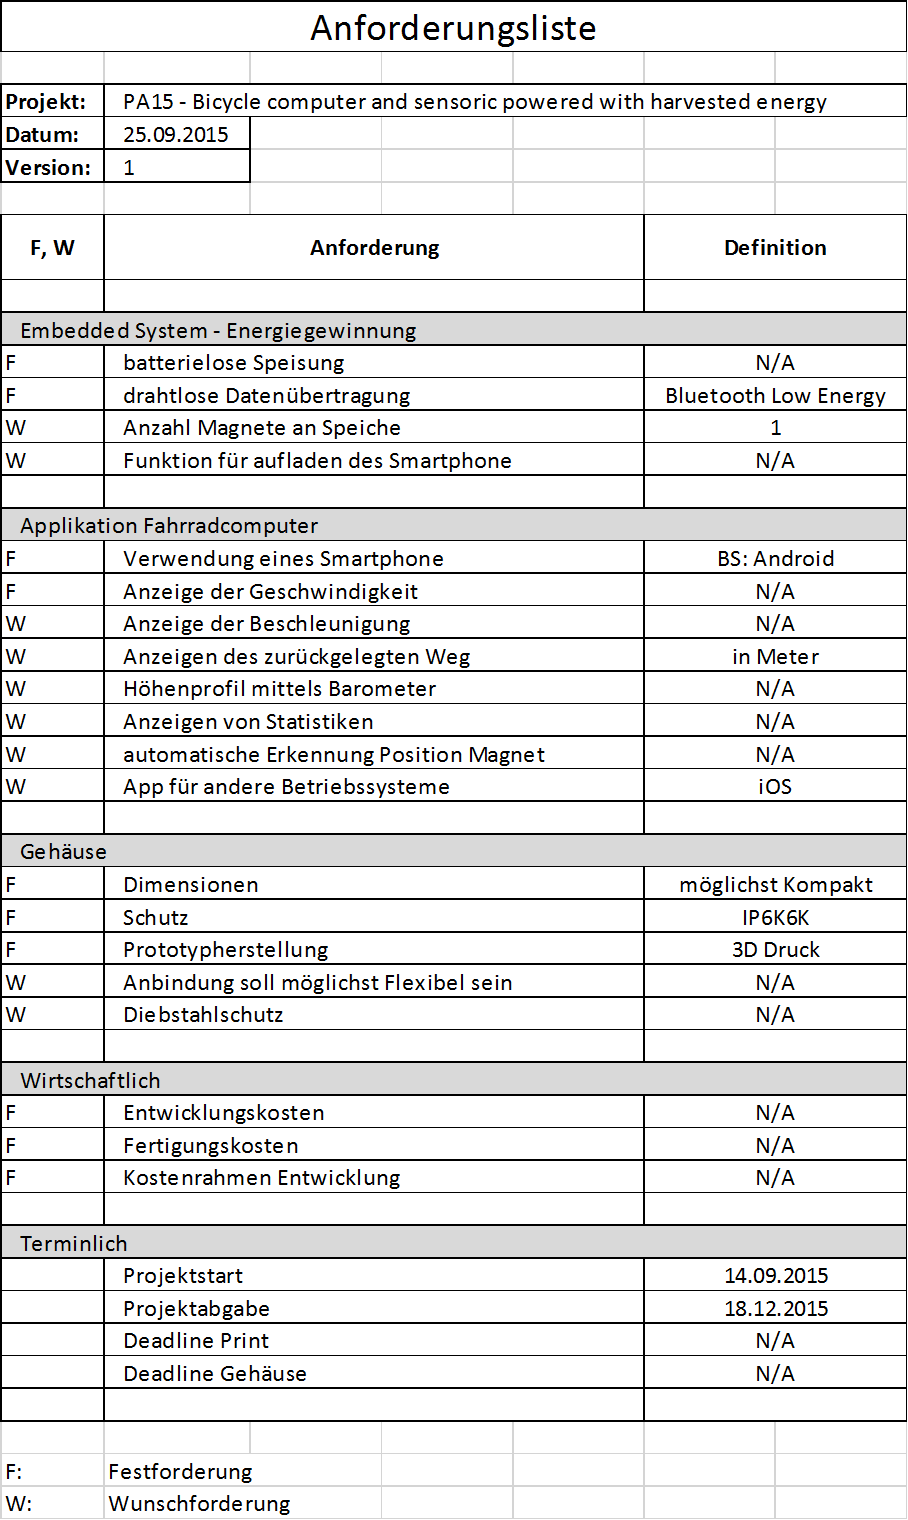 Anforderungsliste
Projekt: PA15 - Bicycle computer and sensoric powered with harvested energy
Datum: 25.09.2015
Version: 1
F, W Anforderung Definition
Embedded System - Energiegewinnung
F batterielose Speisung N/A
F drahtlose Datenübertragung Bluetooth Low Energy
W Anzahl Magnete an Speiche 1
W Funktion für aufladen des Smartphone N/A
Applikation Fahrradcomputer
F Verwendung eines Smartphone BS: Android
F Anzeige der Geschwindigkeit N/A
W Anzeige der Beschleunigung N/A
W Anzeigen des zurückgelegten Weg in Meter
W Höhenprofil mittels Barometer N/A
W Anzeigen von Statistiken N/A
W automatische Erkennung Position Magnet N/A
W App für andere Betriebssysteme iOS
Gehäuse
F Dimensionen möglichst Kompakt
F Schutz IP6K6K
F Prototypherstellung 3D Druck
W Anbindung soll möglichst Flexibel sein N/A
W Diebstahlschutz N/A
Wirtschaftlich
F Entwicklungskosten N/A
F Fertigungskosten N/A
F Kostenrahmen Entwicklung N/A
Terminlich
Projektstart 14.09.2015
Projektabgabe 18.12.2015
Deadline Print N/A
Deadline Gehäuse N/A
F: Festforderung
W: Wunschforderung